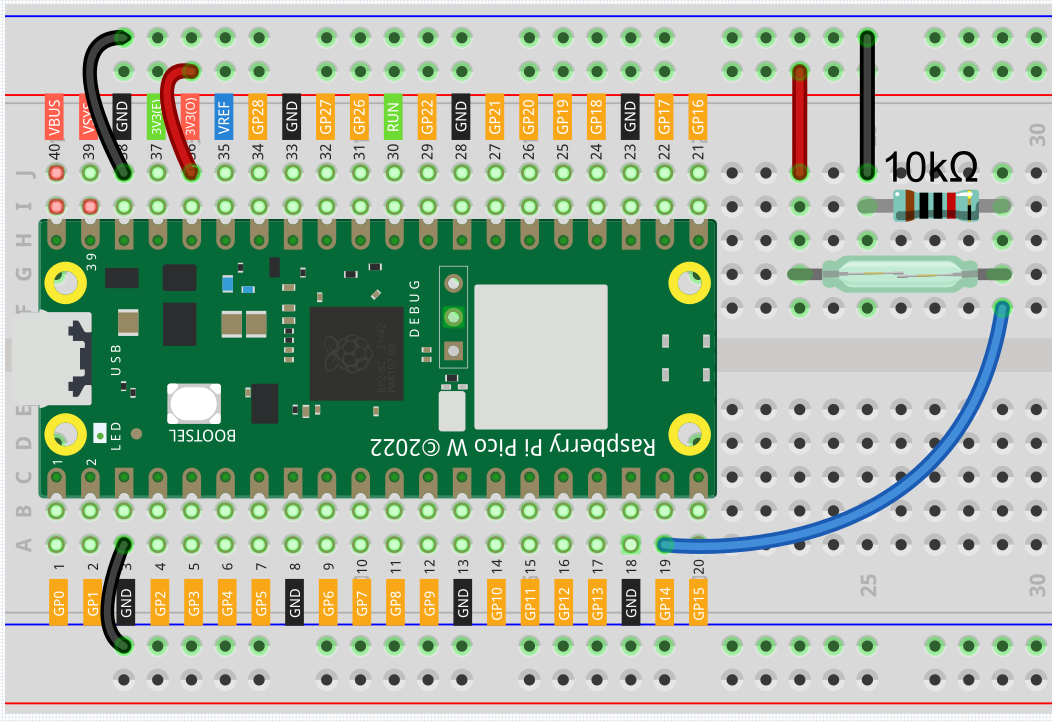 VBUS VSYS GND 3V3(E) 3V3(O) VREF GP28 GND GP27 GP26 RUN GP22 GND GP21 GP20 GP19 GP18 GND GP17 GP16
40 39 38 37 36 35 34 33 32 31 30 29 28 27 26 25 24 23 22 21
30
J
10kΩ
I
H
39
G
DEBUG
F
USB
E
LED
BOOTSEL
D
Raspberry Pi Pico W ©2022
1 2
C
B
A
1 2 3 4 5 6 7 8 9 10 11 12 13 14 15 16 17 18 19 20
25 30
GP0 GP1 GND GP2 GP3 GP4 GP5 GND GP6 GP7 GP8 GP9 GND GP10 GP11 GP12 GP13 GND GP14 GP15